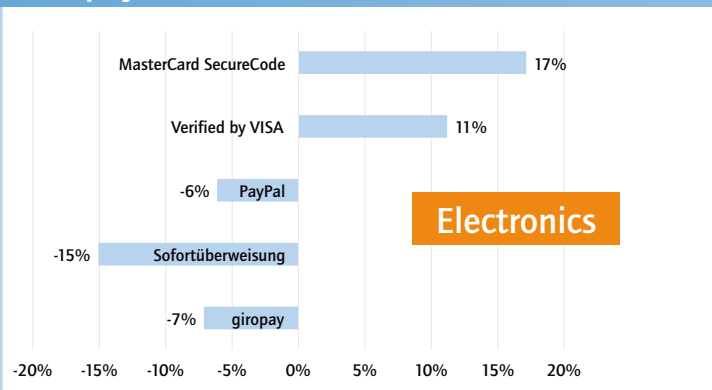 MasterCard SecureCode 17%
Verified by VISA 11%
-6% PayPal
Electronics
-15% Sofortüberweisung
-7% giropay
-20% -15% -10% -5% 0% 5% 10% 15% 20%